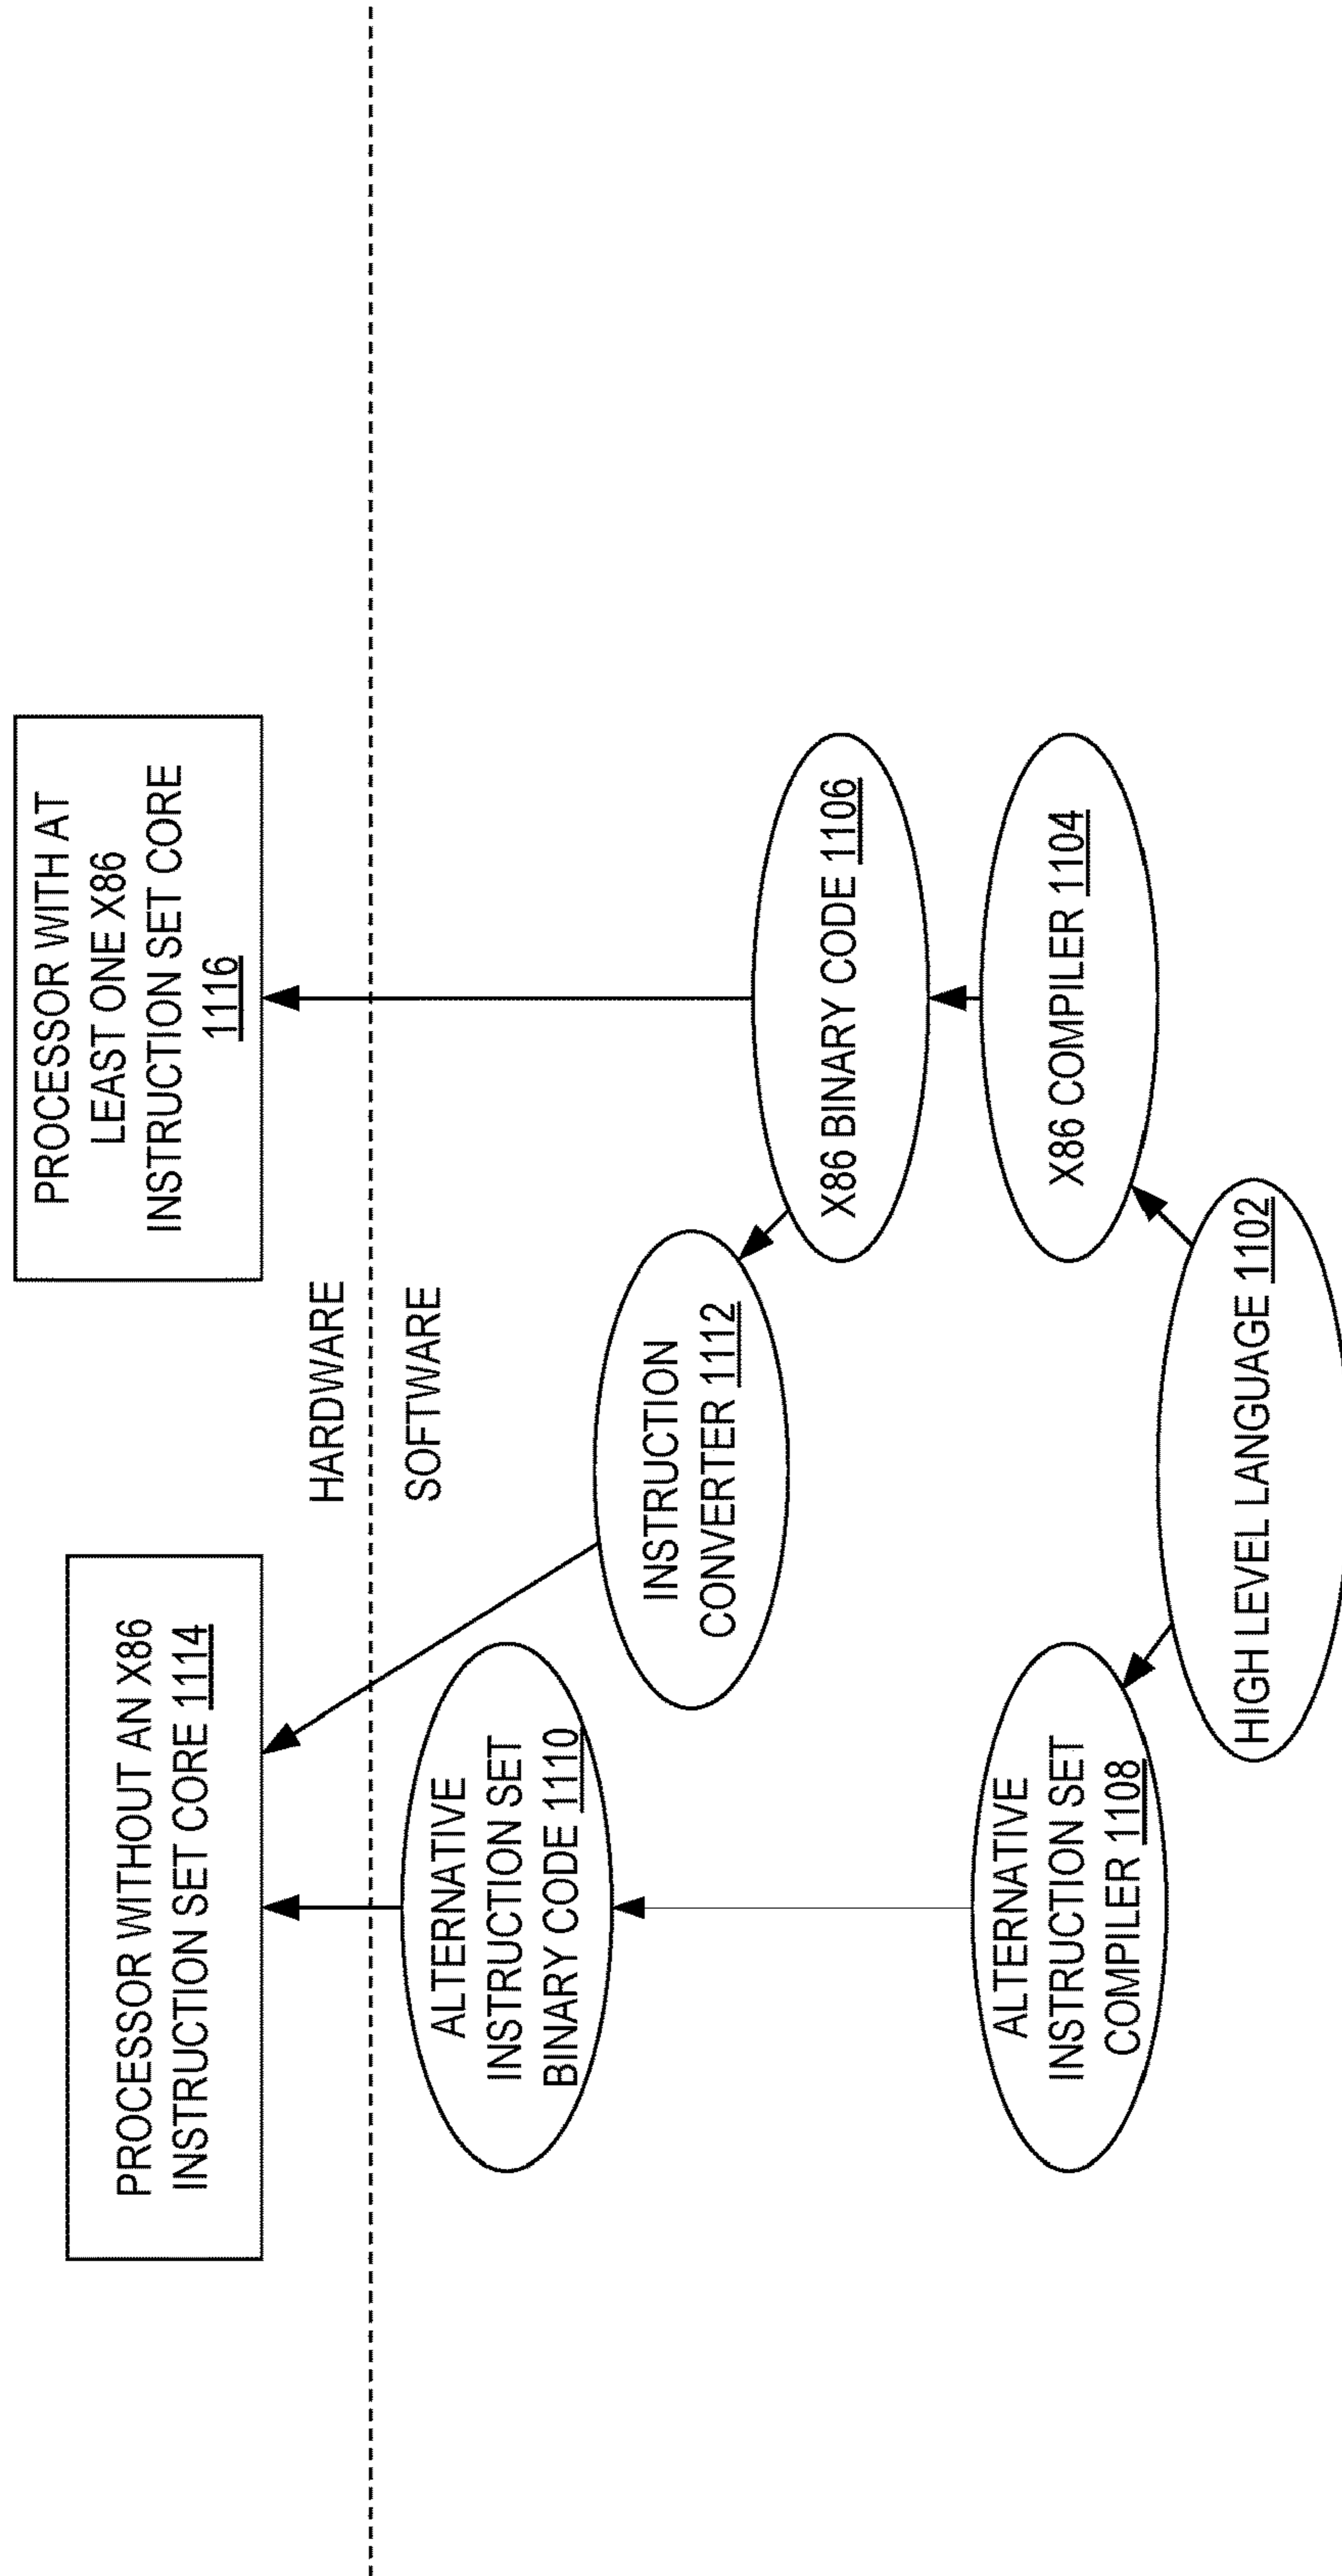 PROCESSOR WITHOUT AN X86
INSTRUCTION SET CORE 1114
PROCESSOR WITH AT
LEAST ONE X86
INSTRUCTION SET CORE
1116
HARDWARE
SOFTWARE
ALTERNATIVE
INSTRUCTION SET
BINARY CODE 1110
INSTRUCTION
CONVERTER 1112
X86 BINARY CODE 1106
ALTERNATIVE
INSTRUCTION SET
COMPILER 1108
X86 COMPILER 1104
HIGH LEVEL LANGUAGE 1102